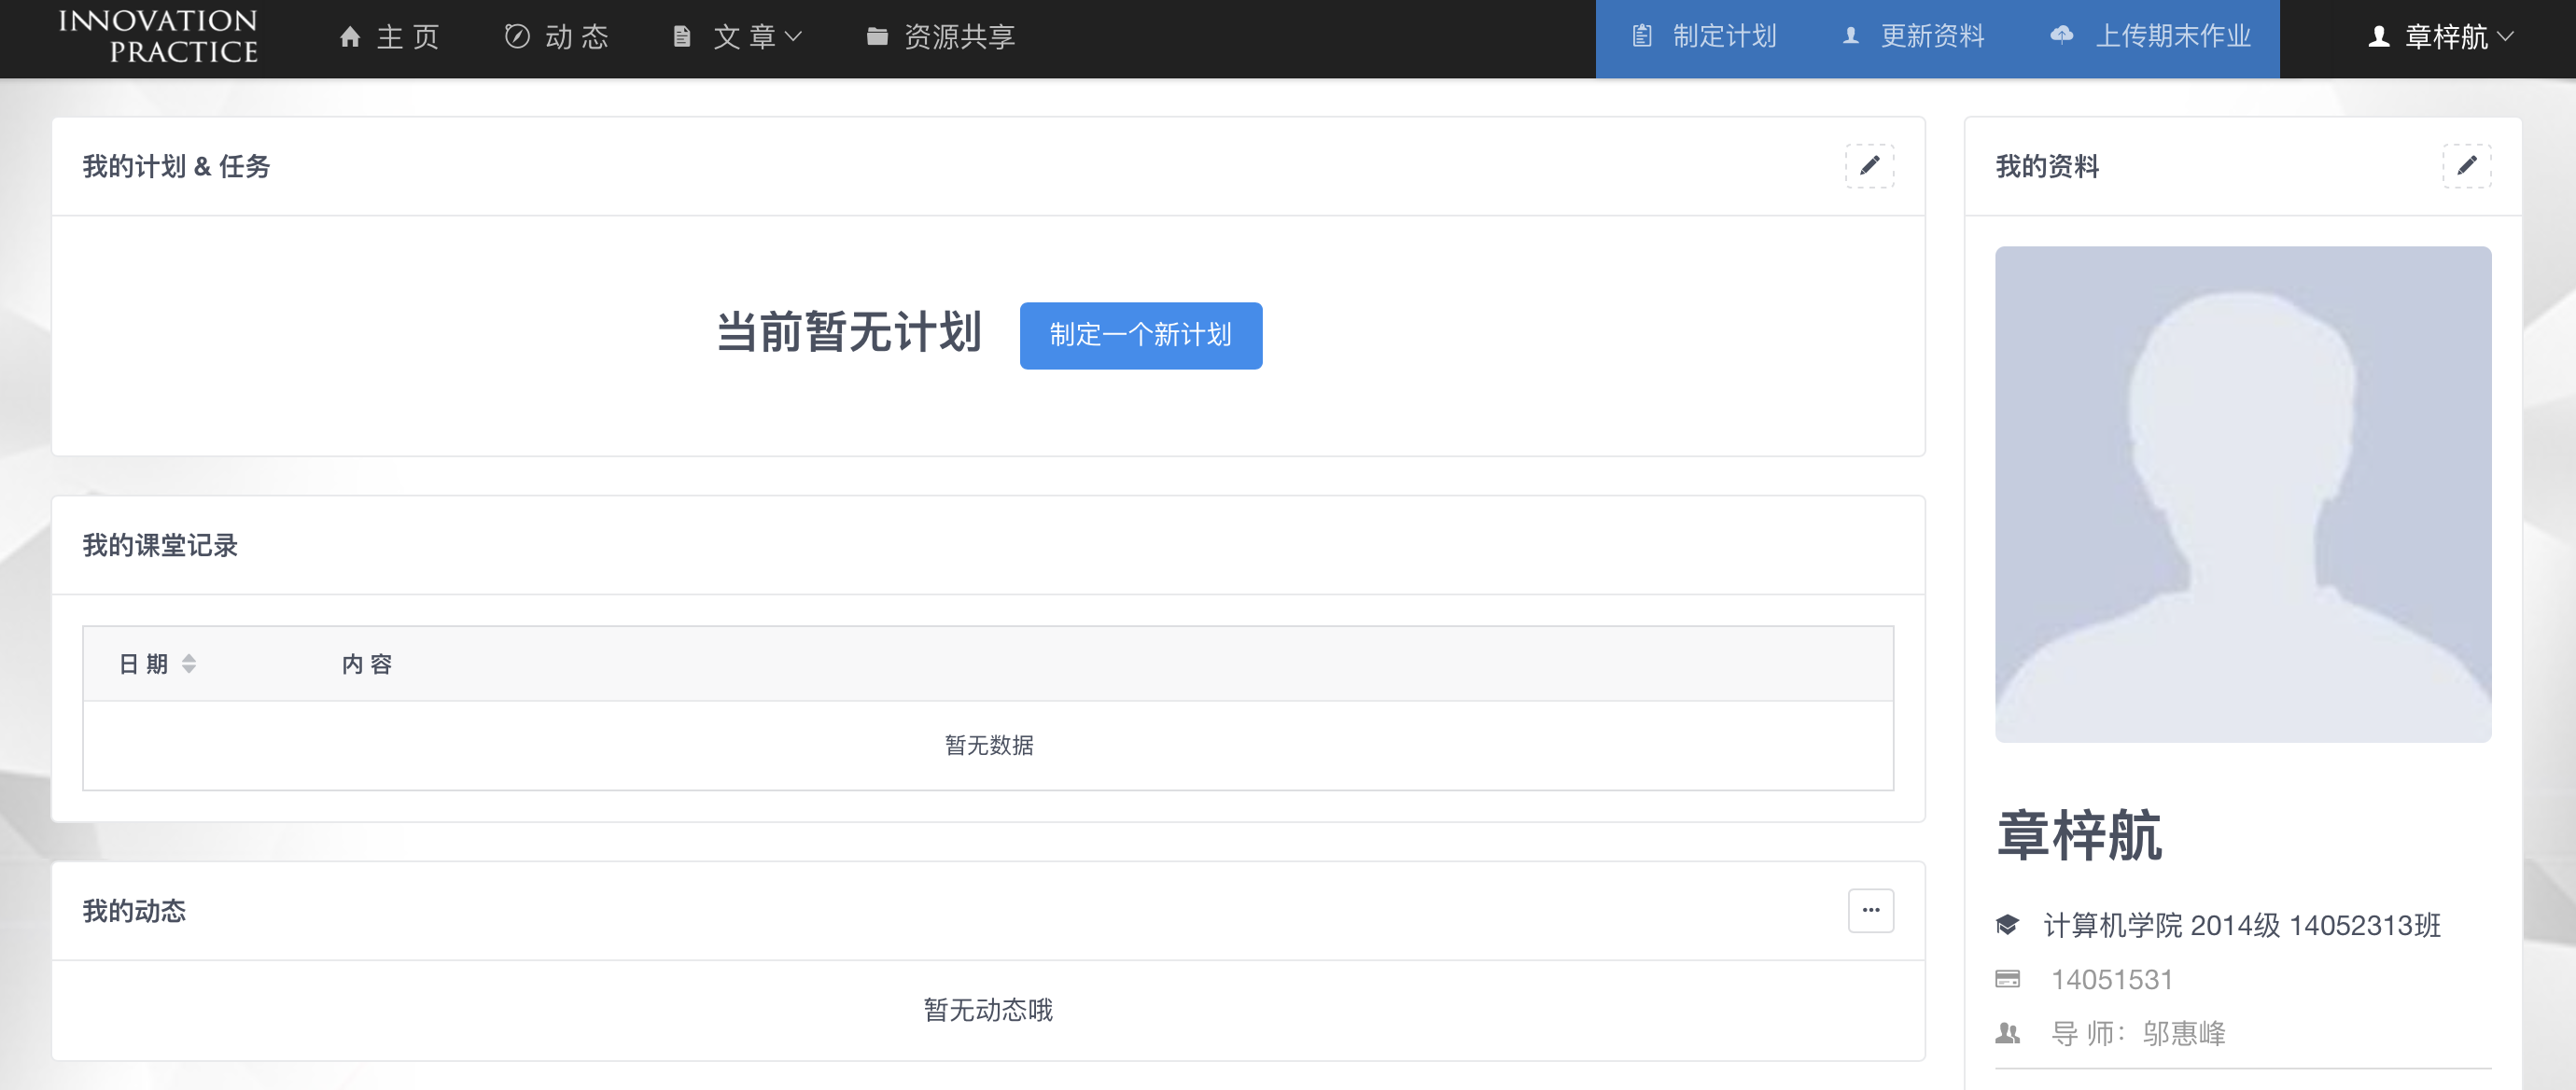 INNOVATION
PRACTICE
主 页
动 态
文 章
资源共享
制定计划
更新资料
上传期末作业
章梓航
我的计划 & 任务
当前暂无计划
制定一个新计划
我的课堂记录
日 期
内 容
暂无数据
我的动态
暂无动态哦
我的资料
章梓航
计算机学院 2014级 14052313班
14051531
导 师：邬惠峰